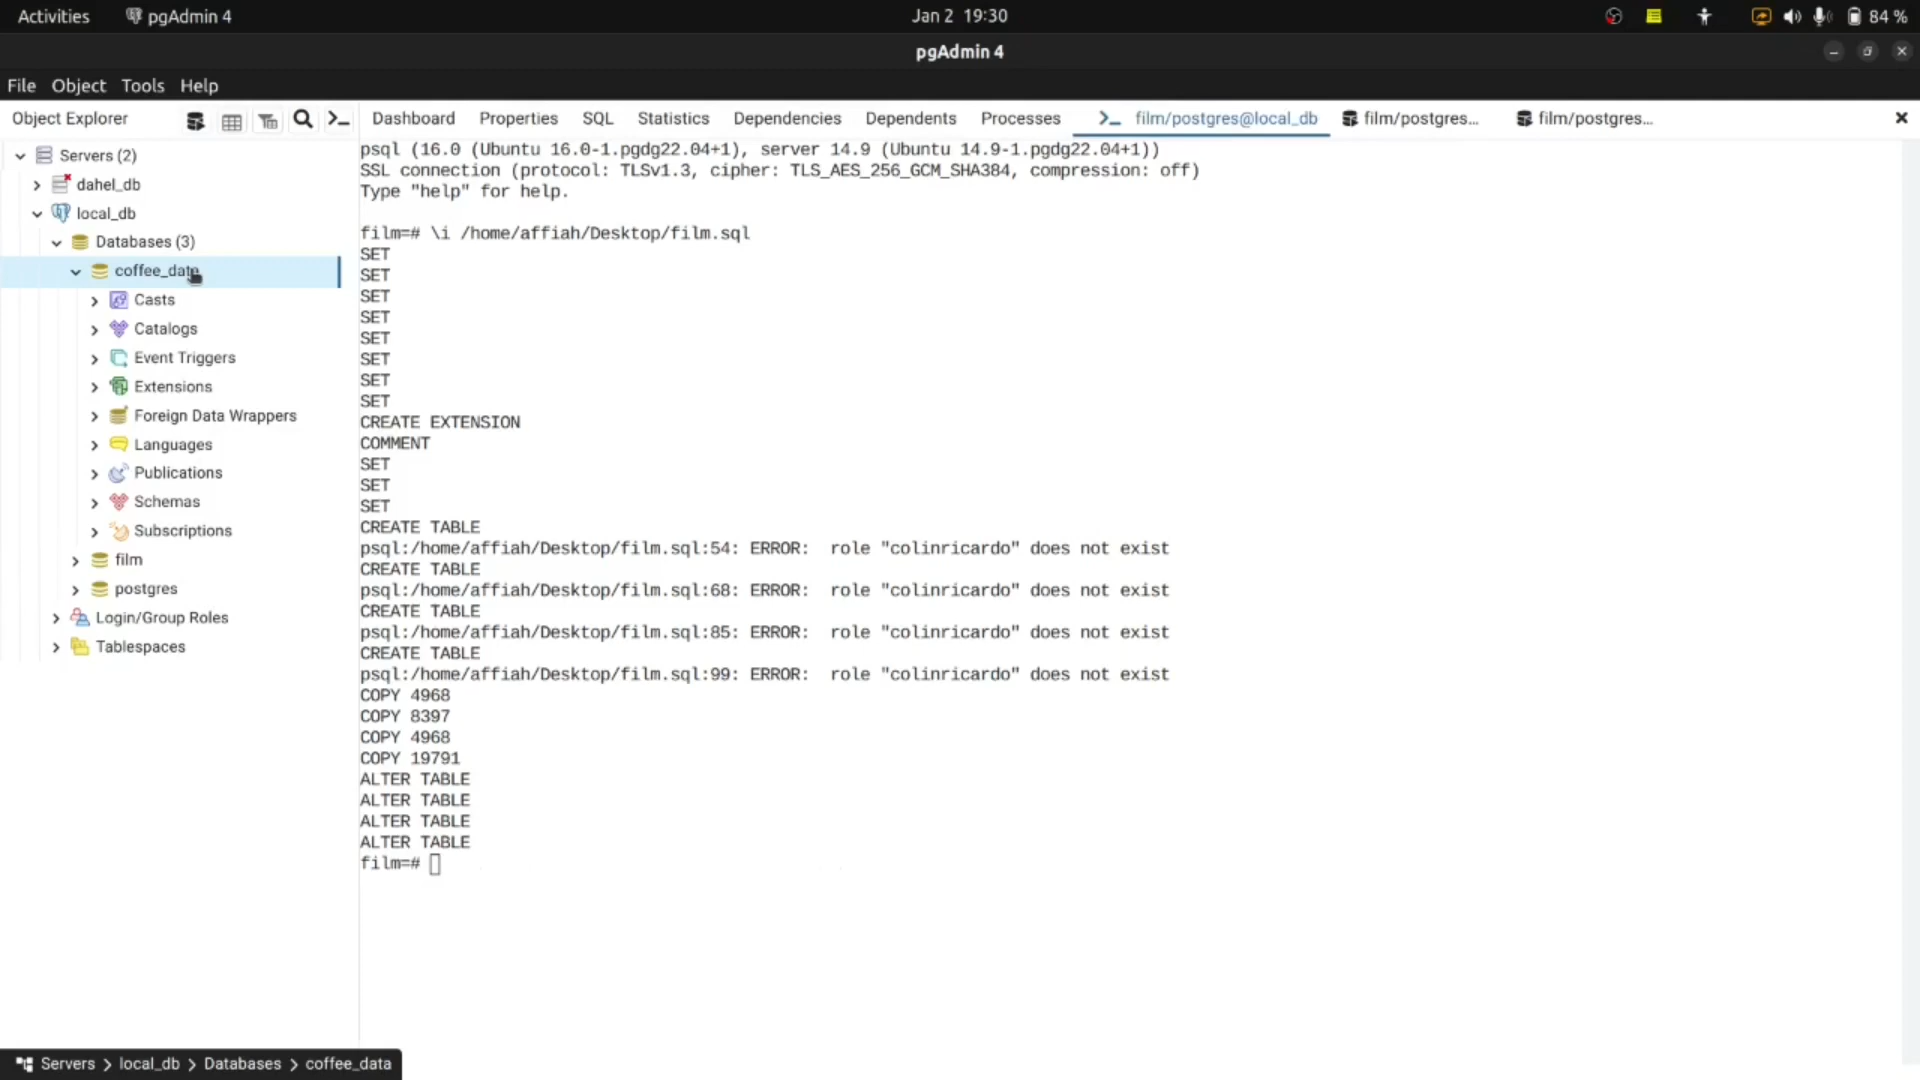 Activities pgAdmin 4 Jan 2 19:30 84 %
pgAdmin 4
File Object Tools Help
Object Explorer Dashboard Properties SQL Statistics Dependencies Dependents Processes film/postgres@local_db film/postgres... film/postgres...
Servers (2)
dahel_db
local_db
Databases (3)
coffee_data
Casts
Catalogs
Event Triggers
Extensions
Foreign Data Wrappers
Languages
Publications
Schemas
Subscriptions
film
postgres
Login/Group Roles
Tablespaces
psql (16.0 (Ubuntu 16.0-1.pgdg22.04+1), server 14.9 (Ubuntu 14.9-1.pgdg22.04+1))
SSL connection (protocol: TLSv1.3, cipher: TLS_AES_256_GCM_SHA384, compression: off)
Type "help" for help.
film=# \i /home/affiah/Desktop/film.sql
SET
SET
SET
SET
SET
SET
SET
SET
CREATE EXTENSION
COMMENT
SET
SET
SET
CREATE TABLE
psql:/home/affiah/Desktop/film.sql:54: ERROR:  role "colinricardo" does not exist
CREATE TABLE
psql:/home/affiah/Desktop/film.sql:68: ERROR:  role "colinricardo" does not exist
CREATE TABLE
psql:/home/affiah/Desktop/film.sql:85: ERROR:  role "colinricardo" does not exist
CREATE TABLE
psql:/home/affiah/Desktop/film.sql:99: ERROR:  role "colinricardo" does not exist
COPY 4968
COPY 8397
COPY 4968
COPY 19791
ALTER TABLE
ALTER TABLE
ALTER TABLE
ALTER TABLE
film=#
Servers > local_db > Databases > coffee_data